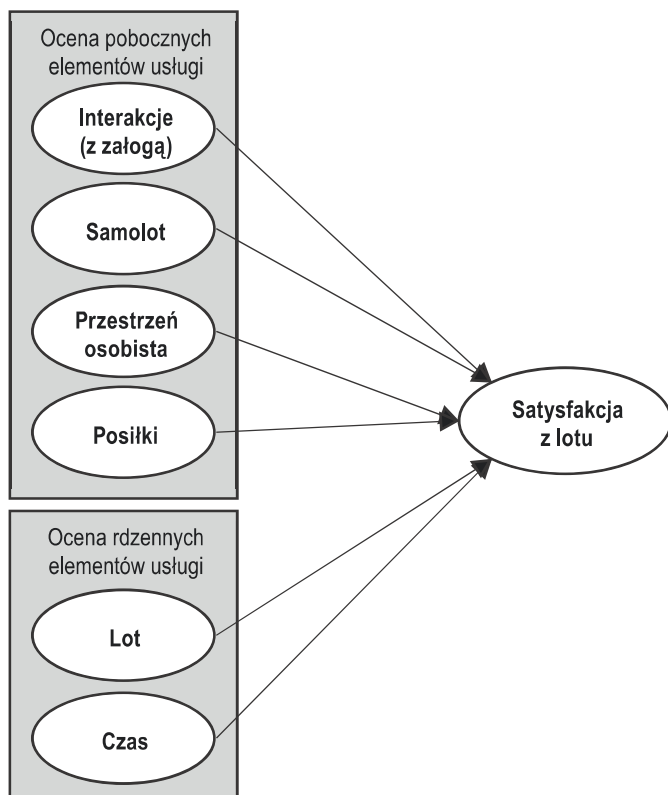 Ocena pobocznych
elementów usługi
Interakcje
(z załogą)
Samolot
Przestrzeń
osobista
Posiłki
Satysfakcja
z lotu
Ocena rdzennych
elementów usługi
Lot
Czas